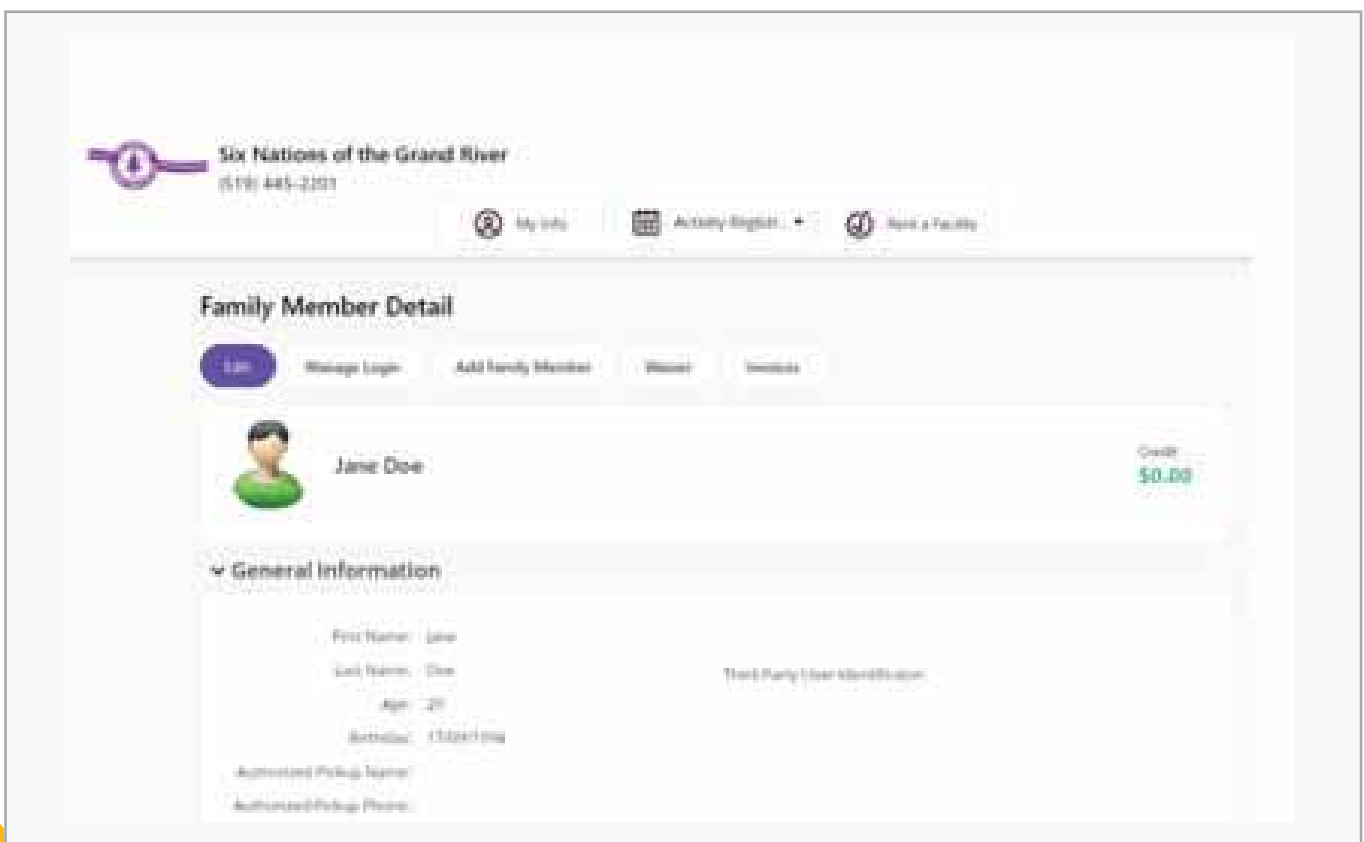 Six Nations of the Grand River
(519) 445-2201
My Info
Activity Registr...
Rent a Facility
Family Member Detail
Edit
Manage Login
Add Family Member
Waiver
Invoices
Jane Doe
Credit
$0.00
General Information
First Name: Jane
Last Name: Doe
Third Party User Identification
Age:
Birthday:
Authorized Pickup Name:
Authorized Pickup Phone: